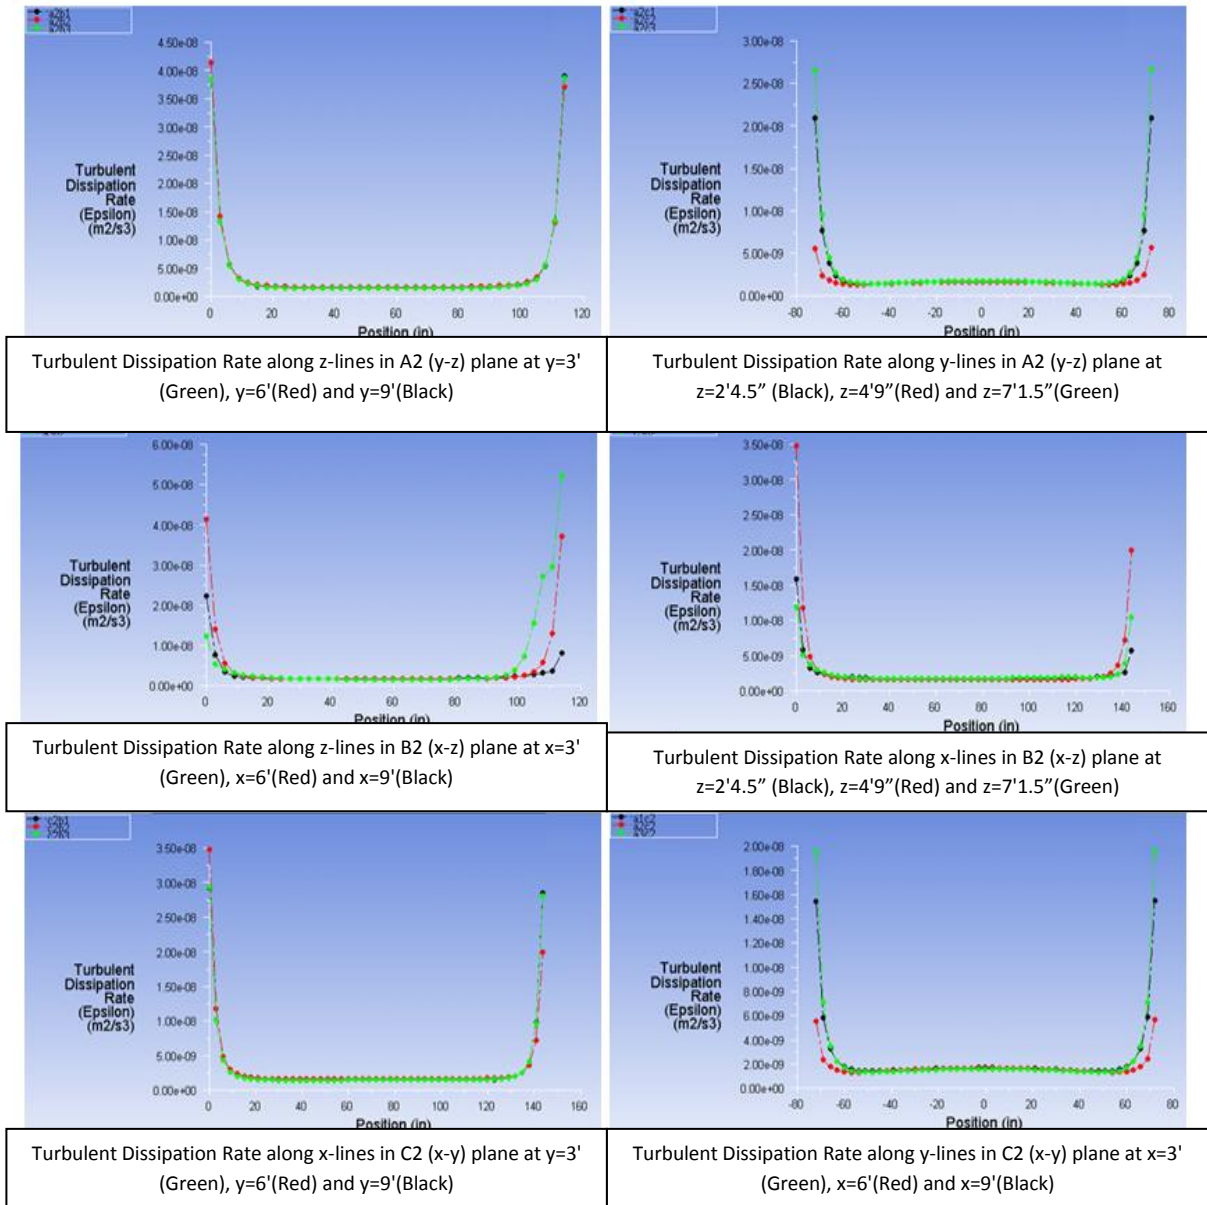 a2b1
4.50e-08
4.00e-08
3.50e-08
3.00e-08
2.50e-08
2.00e-08
1.50e-08
1.00e-08
5.00e-09
0.00e+00
Turbulent
Dissipation
Rate
(Epsilon)
(m2/s3)
0 20 40 60 80 100 120
Position (in)
a2c1
3.00e-08
2.50e-08
2.00e-08
1.50e-08
1.00e-08
5.00e-09
0.00e+00
Turbulent
Dissipation
Rate
(Epsilon)
(m2/s3)
-80 -60 -40 -20 0 20 40 60 80
Position (in)
Turbulent Dissipation Rate along z-lines in A2 (y-z) plane at y=3'
(Green), y=6'(Red) and y=9'(Black)
Turbulent Dissipation Rate along y-lines in A2 (y-z) plane at
z=2'4.5” (Black), z=4'9”(Red) and z=7'1.5”(Green)
6.00e-08
5.00e-08
4.00e-08
3.00e-08
2.00e-08
1.00e-08
0.00e+00
Turbulent
Dissipation
Rate
(Epsilon)
(m2/s3)
0 20 40 60 80 100 120
Position (in)
3.50e-08
3.00e-08
2.50e-08
2.00e-08
1.50e-08
1.00e-08
5.00e-09
0.00e+00
Turbulent
Dissipation
Rate
(Epsilon)
(m2/s3)
0 20 40 60 80 100 120 140 160
Position (in)
Turbulent Dissipation Rate along z-lines in B2 (x-z) plane at x=3'
(Green), x=6'(Red) and x=9'(Black)
Turbulent Dissipation Rate along x-lines in B2 (x-z) plane at
z=2'4.5” (Black), z=4'9”(Red) and z=7'1.5”(Green)
c2b1
3.50e-08
3.00e-08
2.50e-08
2.00e-08
1.50e-08
1.00e-08
5.00e-09
0.00e+00
Turbulent
Dissipation
Rate
(Epsilon)
(m2/s3)
0 20 40 60 80 100 120 140 160
Position (in)
a1c2
2.00e-08
1.80e-08
1.60e-08
1.40e-08
1.20e-08
1.00e-08
8.00e-09
6.00e-09
4.00e-09
2.00e-09
0.00e+00
Turbulent
Dissipation
Rate
(Epsilon)
(m2/s3)
-80 -60 -40 -20 0 20 40 60 80
Position (in)
Turbulent Dissipation Rate along x-lines in C2 (x-y) plane at y=3'
(Green), y=6'(Red) and y=9'(Black)
Turbulent Dissipation Rate along y-lines in C2 (x-y) plane at x=3'
(Green), x=6'(Red) and x=9'(Black)